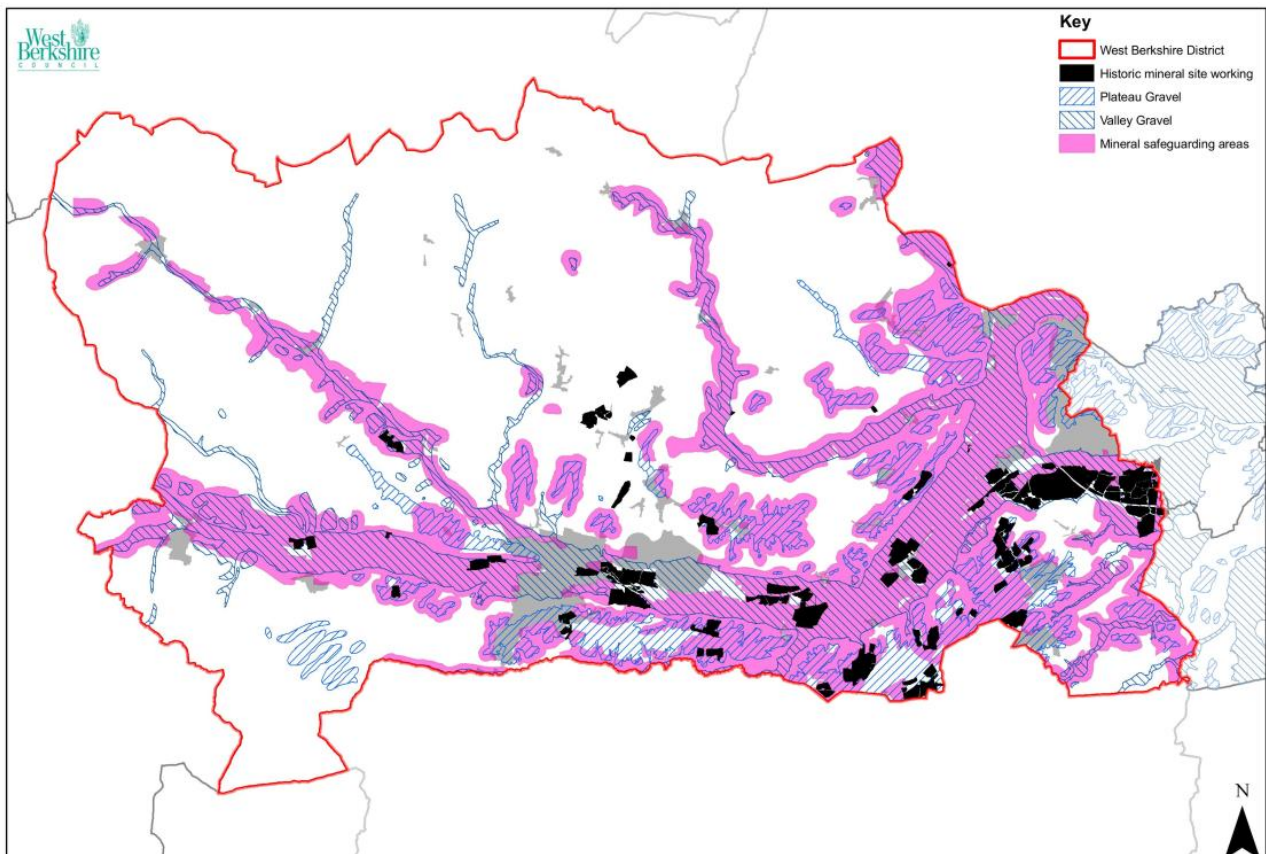 West
Berkshire
COUNCIL
Key
West Berkshire District
Historic mineral site working
Plateau Gravel
Valley Gravel
Mineral safeguarding areas
N